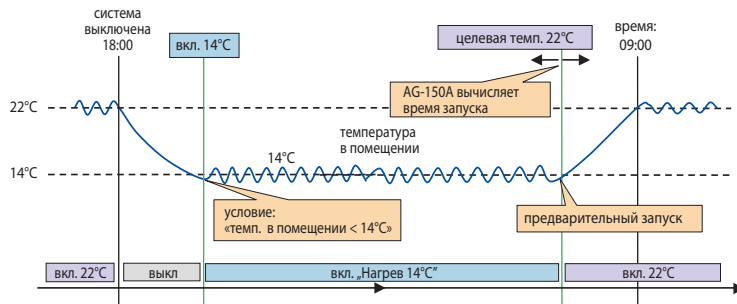 система
выключена
18:00
вкл. 14°C
целевая темп. 22°C
время:
09:00
AG-150A вычисляет
время запуска
22°C
температура
в помещении
14°C
14°C
условие:
«темп. в помещении < 14°C»
предварительный запуск
вкл. 22°C
выкл
вкл. „Нагрев 14°C"
вкл. 22°C